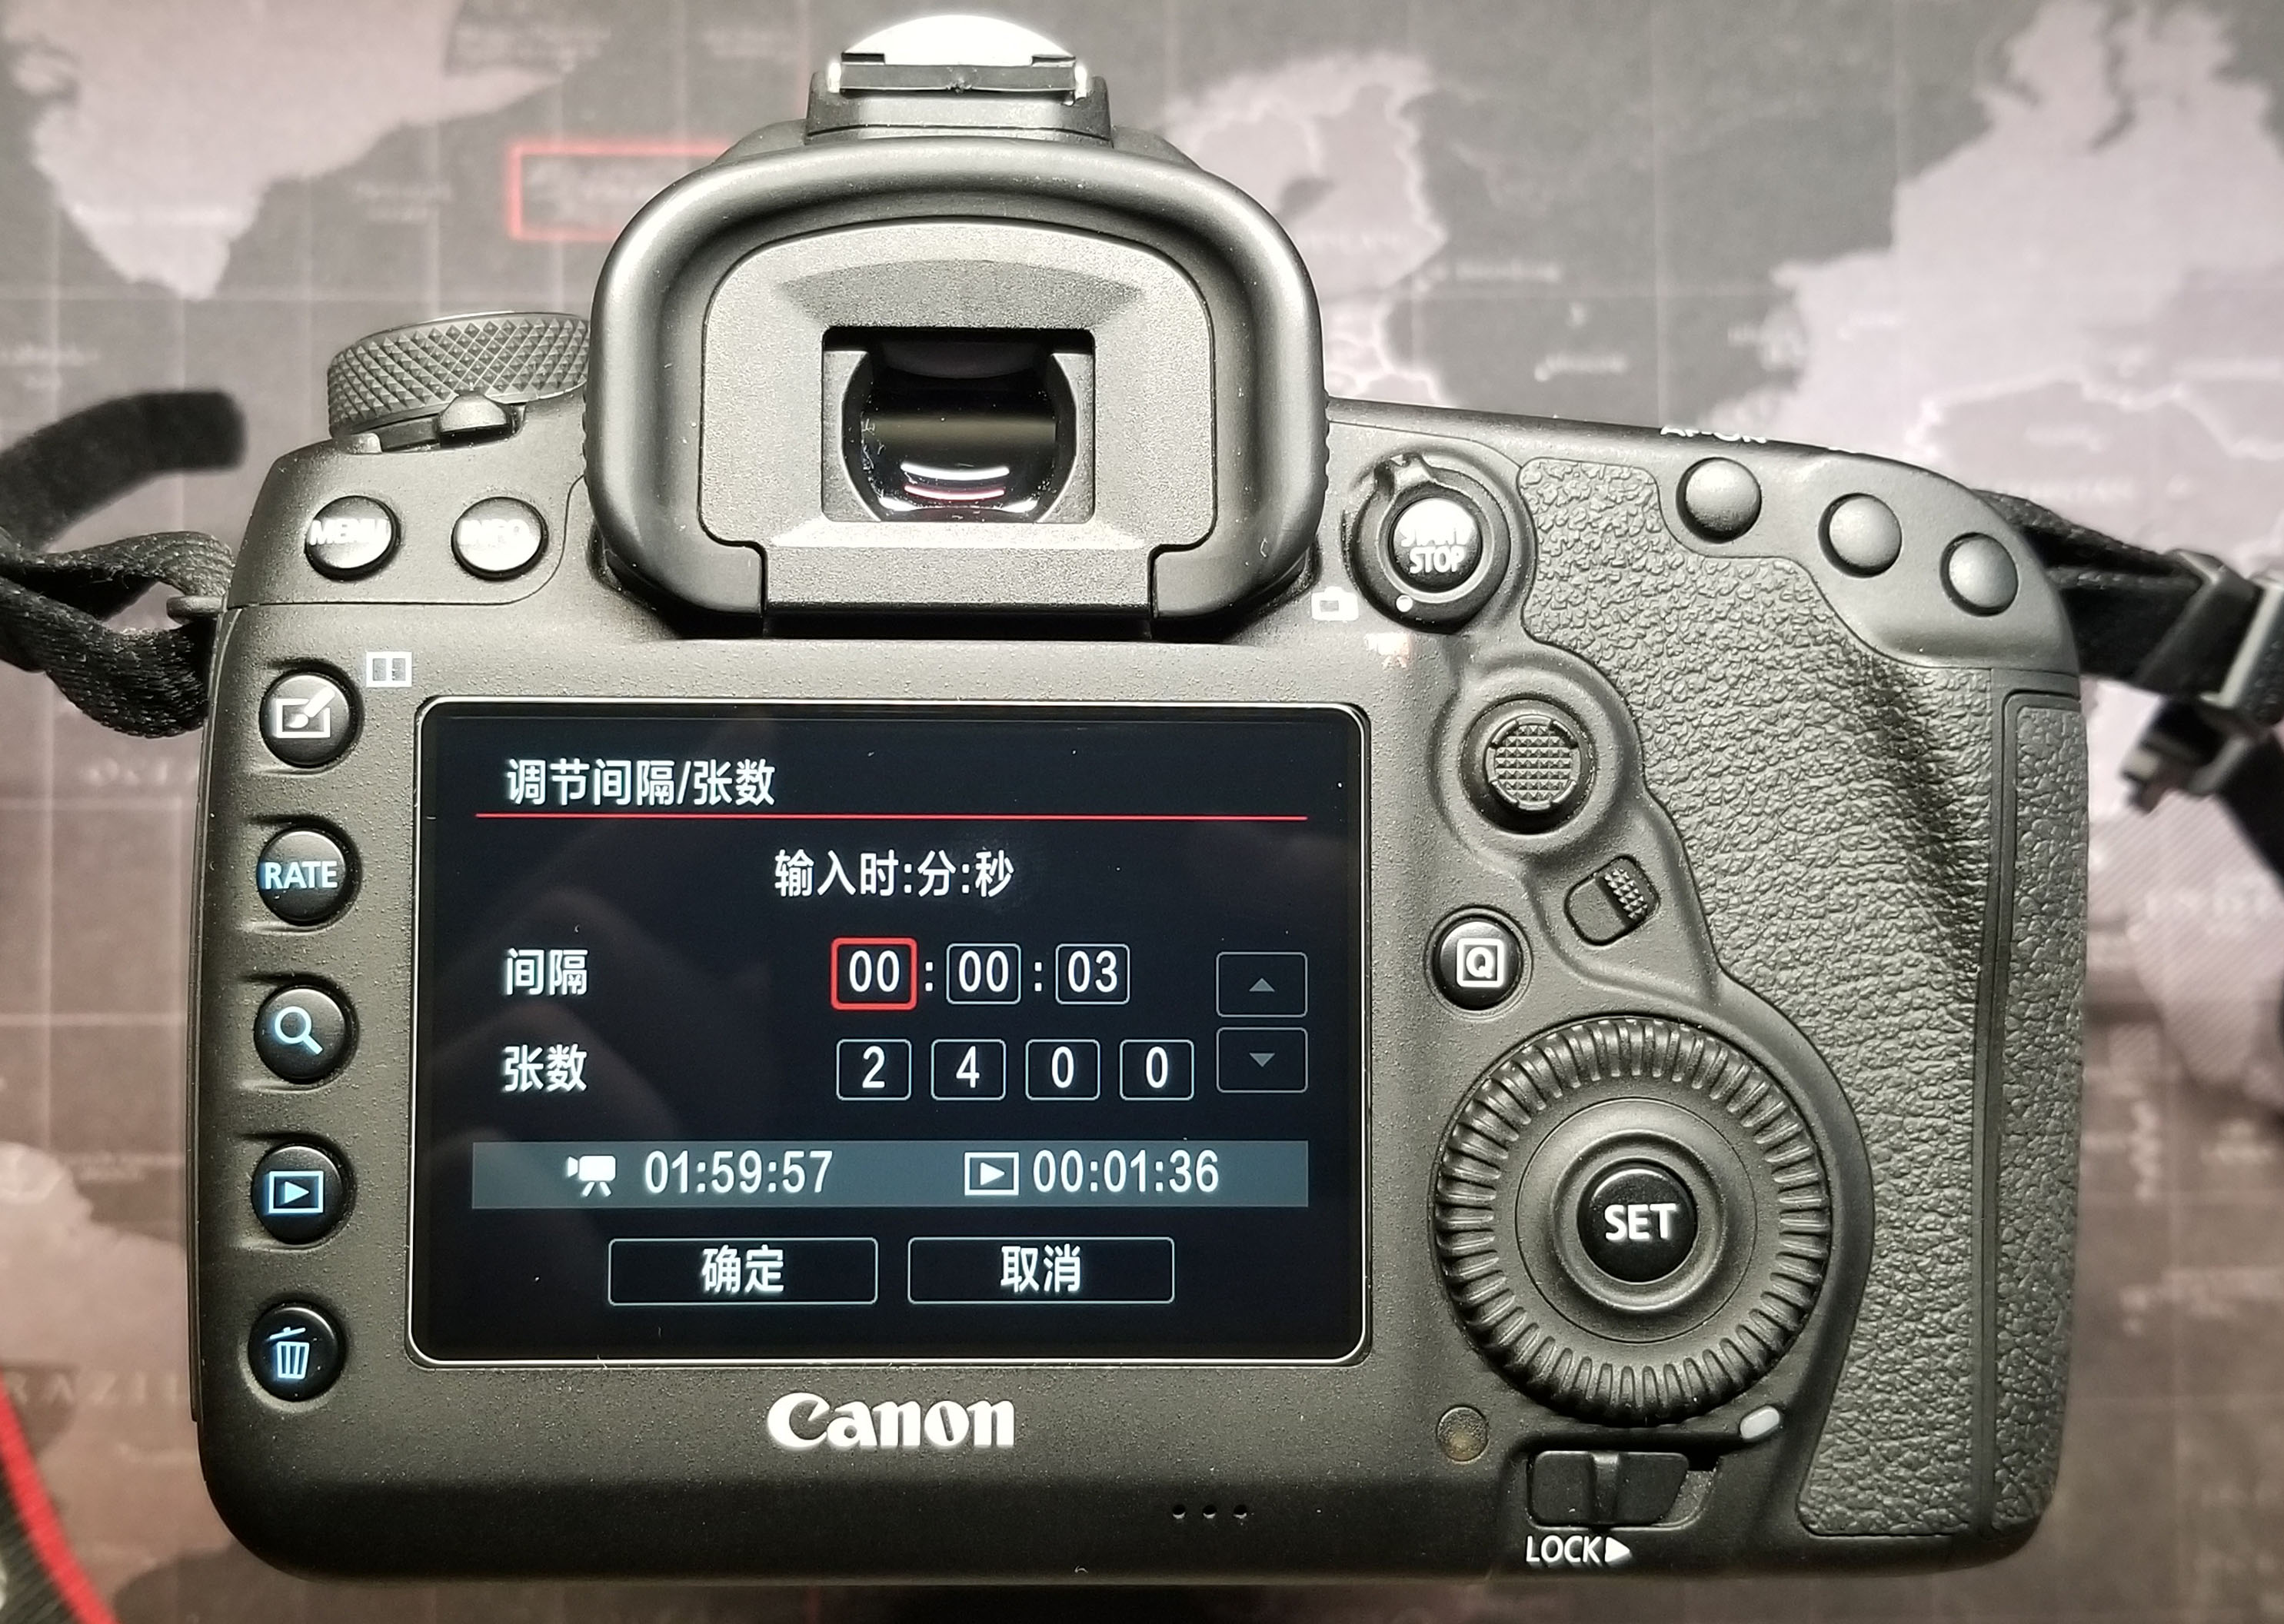 MENU
INFO
START/
STOP
RATE
调节间隔/张数
输入时:分:秒
间隔 00 : 00 : 03
张数 2 4 0 0
01:59:57 00:01:36
确定 取消
Q
SET
Canon
LOCK▶